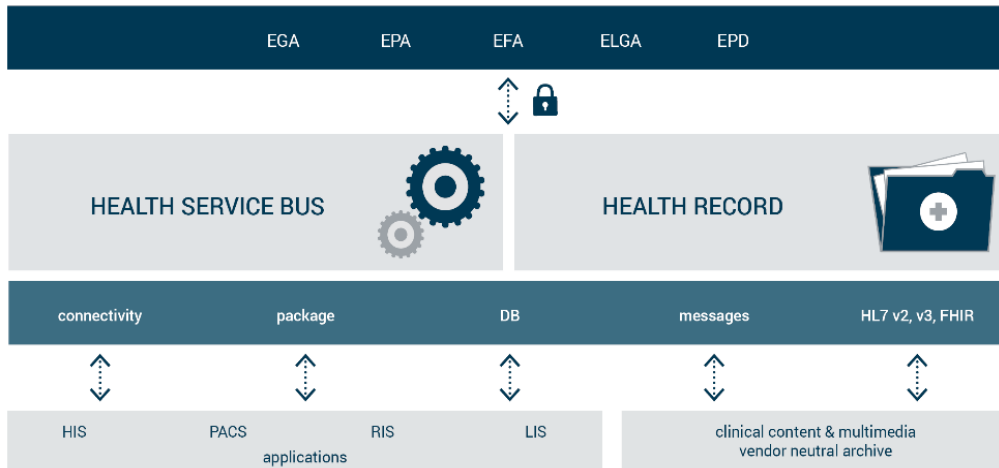 EGA EPA EFA ELGA EPD
HEALTH SERVICE BUS
HEALTH RECORD
connectivity package DB messages HL7 v2, v3, FHIR
HIS PACS RIS LIS
applications
clinical content & multimedia
vendor neutral archive